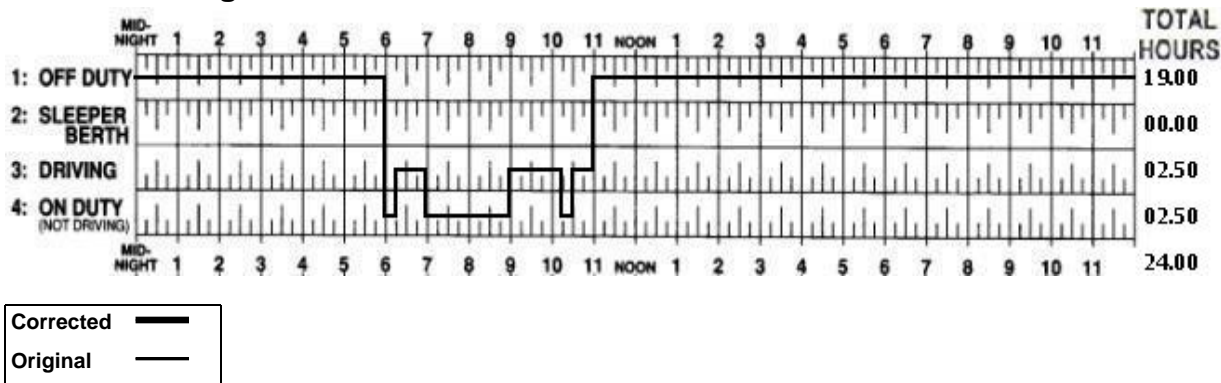 TOTAL
HOURS
MID-
NIGHT 1 2 3 4 5 6 7 8 9 10 11 NOON 1 2 3 4 5 6 7 8 9 10 11
1: OFF DUTY 19.00
2: SLEEPER
BERTH 00.00
3: DRIVING 02.50
4: ON DUTY 02.50
(NOT DRIVING)
MID-
NIGHT 1 2 3 4 5 6 7 8 9 10 11 NOON 1 2 3 4 5 6 7 8 9 10 11 24.00
Corrected
Original